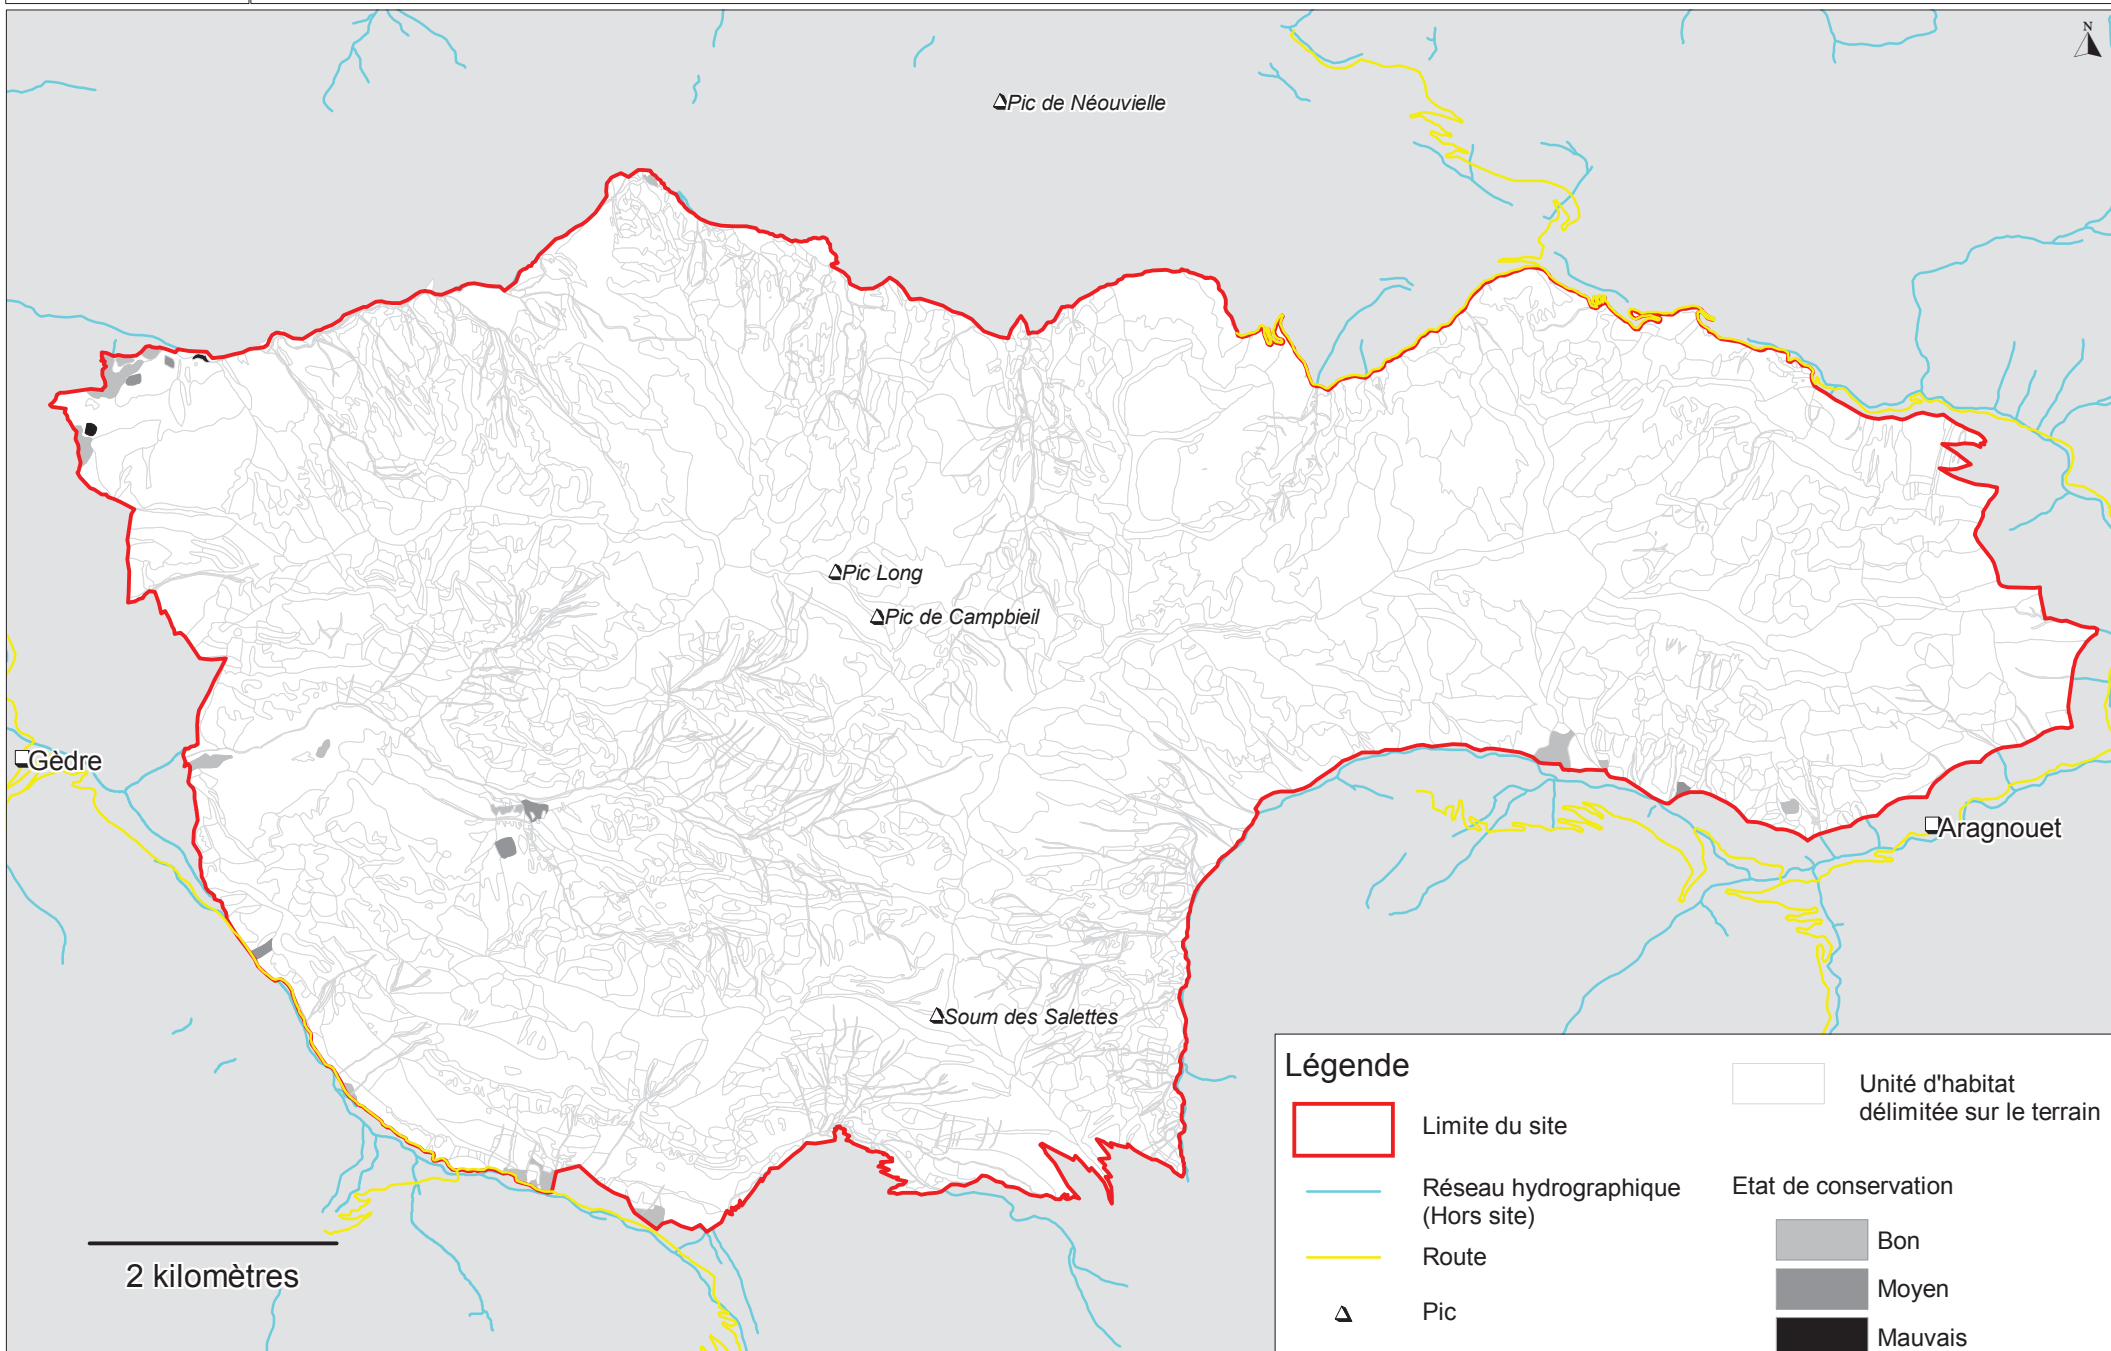 N
Pic de Néouvielle
Pic Long
Pic de Campbieil
Gèdre
Aragnouet
Soum des Salettes
2 kilomètres
Légende
Limite du site
Réseau hydrographique
(Hors site)
Route
Pic
Unité d'habitat
délimitée sur le terrain
Etat de conservation
Bon
Moyen
Mauvais